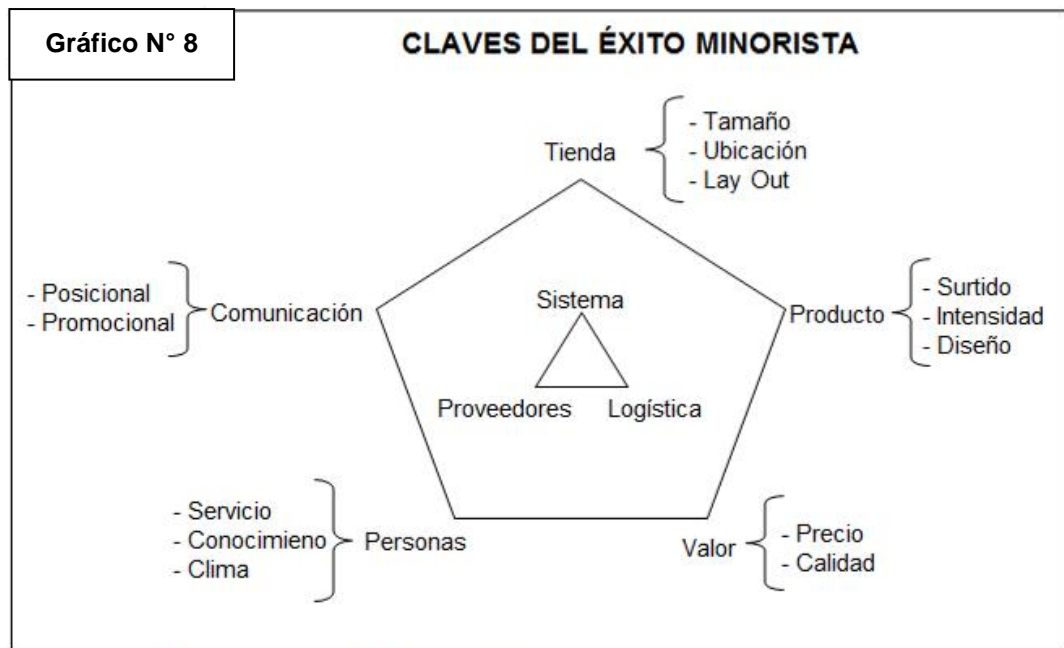 Gráfico N° 8
CLAVES DEL ÉXITO MINORISTA
Tienda
- Tamaño
- Ubicación
- Lay Out
- Posicional
- Promocional
Comunicación
Sistema
Proveedores
Logística
Producto
- Surtido
- Intensidad
- Diseño
- Servicio
- Conocimieno
- Clima
Personas
Valor
- Precio
- Calidad